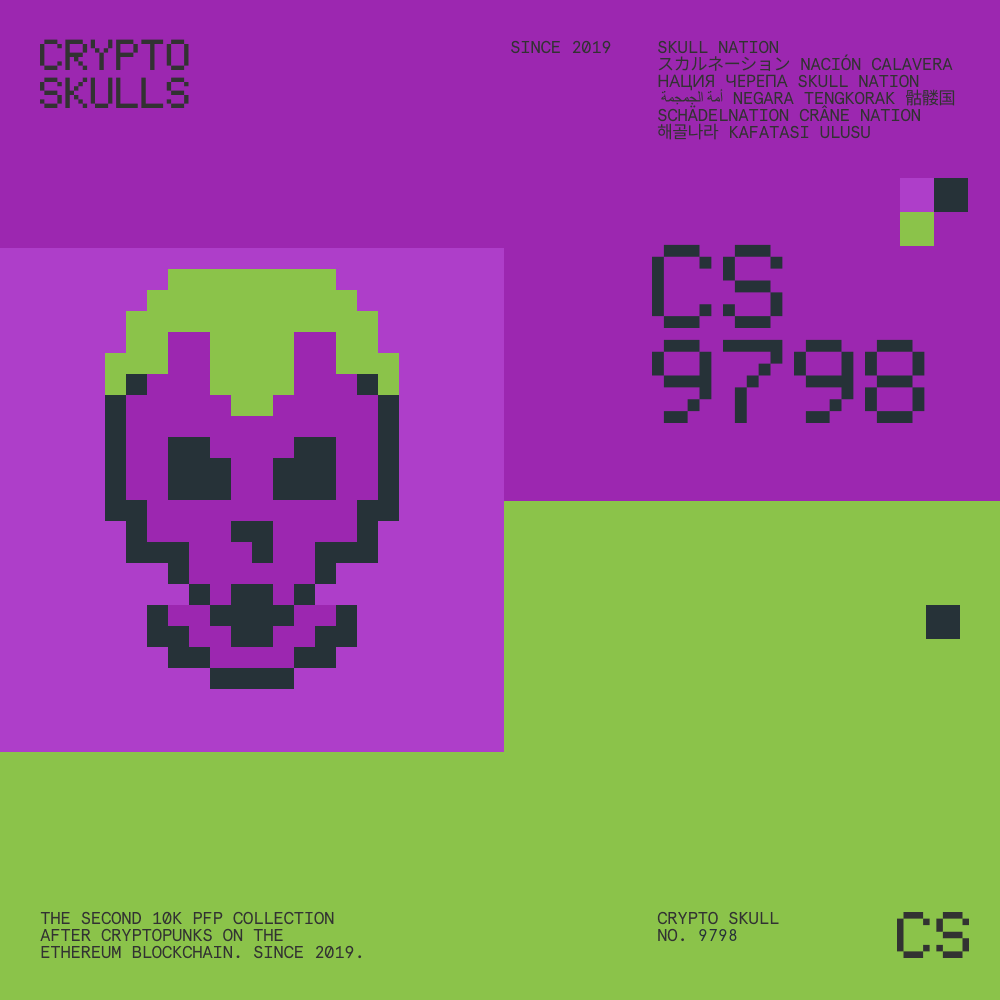 CRYPTO
SKULLS
SINCE 2019
SKULL NATION
スカルネーション NACIÓN CALAVERA
НАЦИЯ ЧЕРЕПА SKULL NATION
أمة الجمجمة NEGARA TENGKORAK 骷髅国
SCHÄDELNATION CRÂNE NATION
해골나라 KAFATASI ULUSU
CS
9798
THE SECOND 10K PFP COLLECTION
AFTER CRYPTOPUNKS ON THE
ETHEREUM BLOCKCHAIN. SINCE 2019.
CRYPTO SKULL
NO. 9798
CS